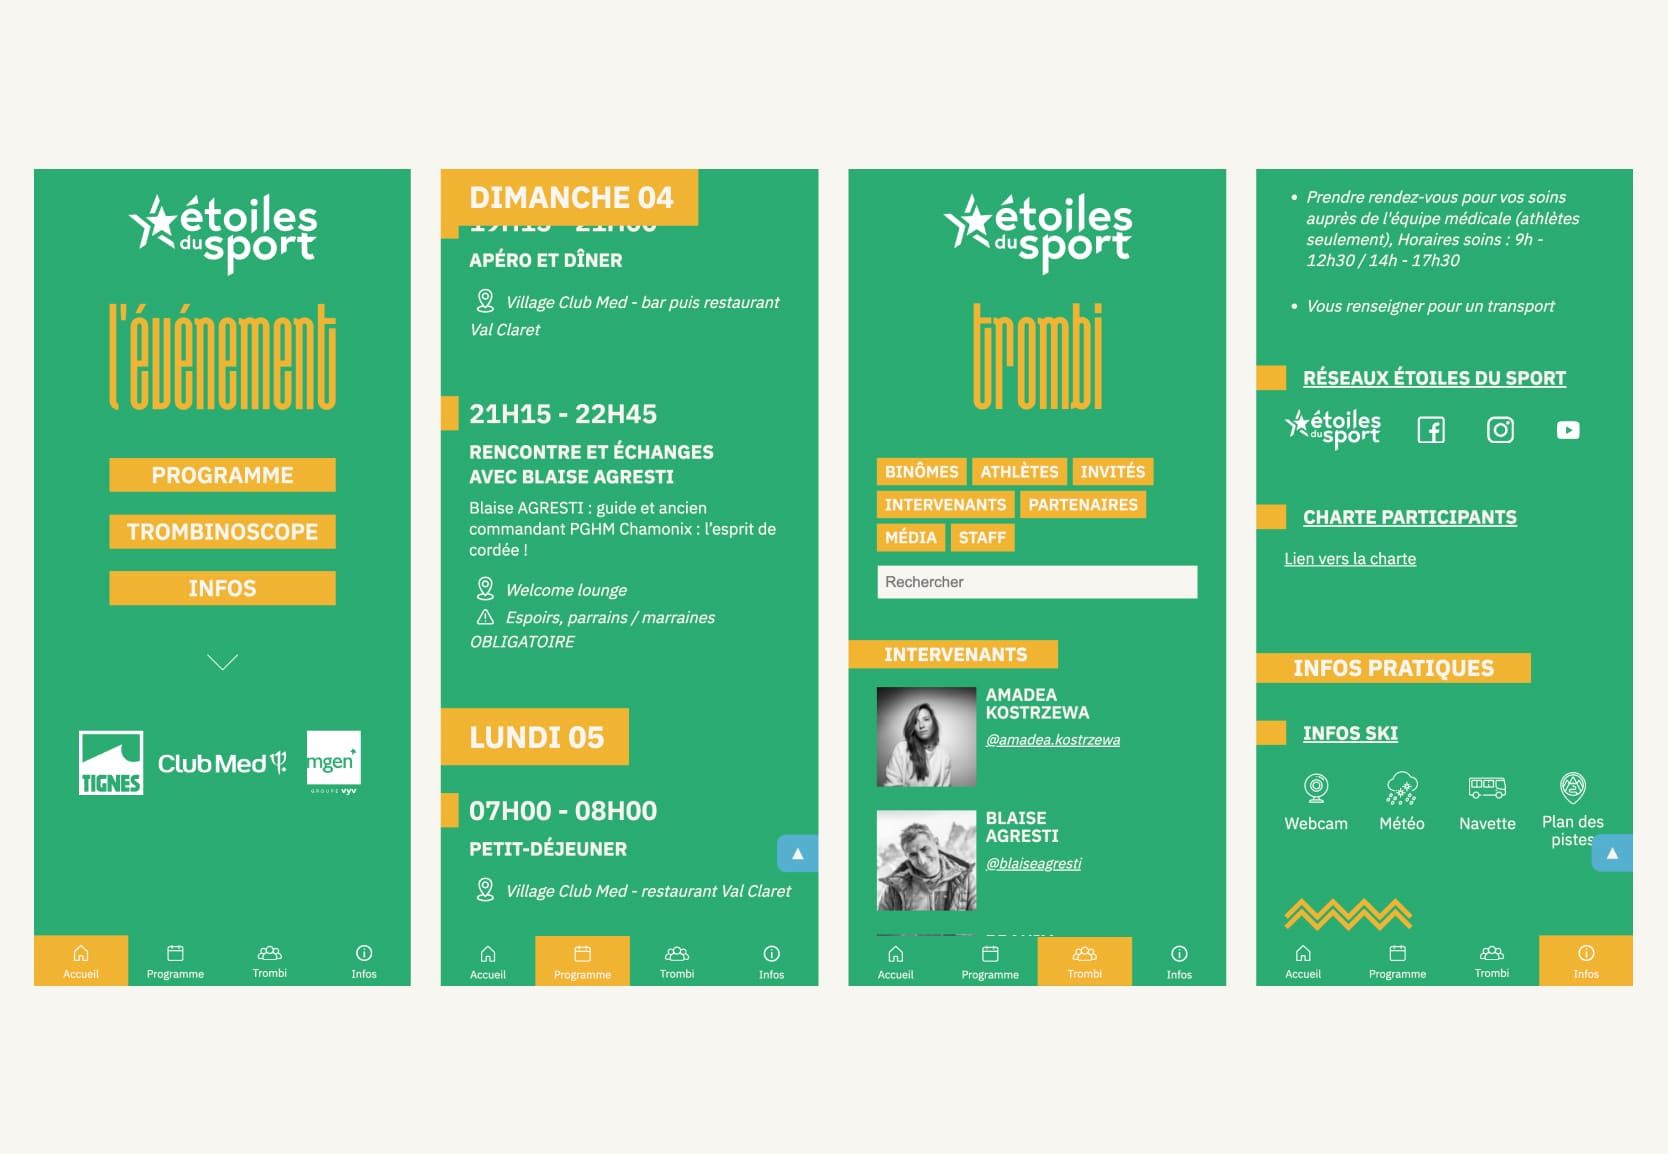 étoiles
du sport
l'événement
PROGRAMME
TROMBINOSCOPE
INFOS
TIGNES
Club Med
mgen
GROUPE vyv
Accueil
Programme
Trombi
Infos
DIMANCHE 04
19H15 - 21H00
APÉRO ET DÎNER
Village Club Med - bar puis restaurant
Val Claret
21H15 - 22H45
RENCONTRE ET ÉCHANGES
AVEC BLAISE AGRESTI
Blaise AGRESTI : guide et ancien
commandant PGHM Chamonix : l’esprit de
cordée !
Welcome lounge
Espoirs, parrains / marraines
OBLIGATOIRE
LUNDI 05
07H00 - 08H00
PETIT-DÉJEUNER
Village Club Med - restaurant Val Claret
Accueil
Programme
Trombi
Infos
étoiles
du sport
trombi
BINÔMES ATHLÈTES INVITÉS
INTERVENANTS PARTENAIRES
MÉDIA STAFF
Rechercher
INTERVENANTS
AMADEA
KOSTRZEWA
@amadea.kostrzewa
BLAISE
AGRESTI
@blaiseagresti
Accueil
Programme
Trombi
Infos
• Prendre rendez-vous pour vos soins
auprès de l'équipe médicale (athlètes
seulement), Horaires soins : 9h -
12h30 / 14h - 17h30
• Vous renseigner pour un transport
RÉSEAUX ÉTOILES DU SPORT
étoiles
du sport
CHARTE PARTICIPANTS
Lien vers la charte
INFOS PRATIQUES
INFOS SKI
Webcam
Météo
Navette
Plan des
pistes
Accueil
Programme
Trombi
Infos